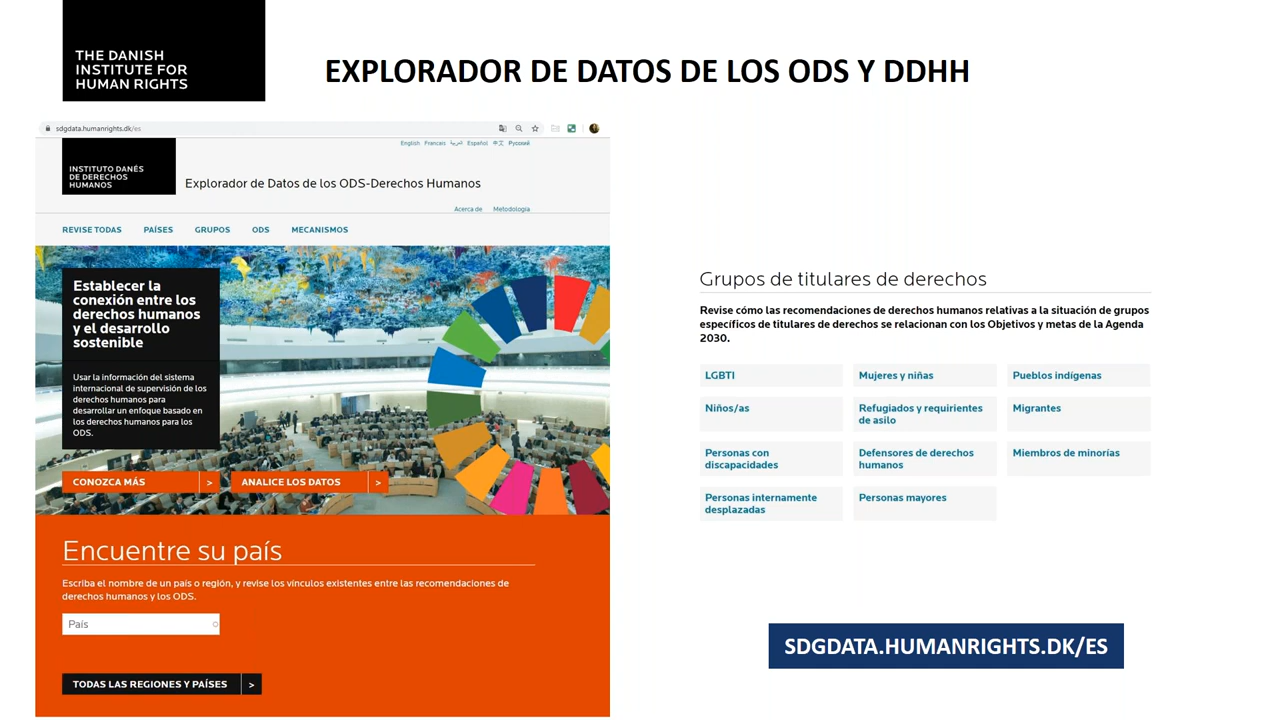 THE DANISH
INSTITUTE FOR
HUMAN RIGHTS
EXPLORADOR DE DATOS DE LOS ODS Y DDHH
sdgdata.humanrights.dk/es
English Français العربية Español 中文 Русский
INSTITUTO DANÉS
DE DERECHOS
HUMANOS
Explorador de Datos de los ODS-Derechos Humanos
Acerca de Metodología
REVISE TODAS PAÍSES GRUPOS ODS MECANISMOS
Establecer la
conexión entre los
derechos humanos
y el desarrollo
sostenible
Usar la información del sistema
internacional de supervisión de los
derechos humanos para
desarrollar un enfoque basado en
los derechos humanos para los
ODS.
CONOZCA MÁS >
ANALICE LOS DATOS >
Encuentre su país
Escriba el nombre de un país o región, y revise los vínculos existentes entre las recomendaciones de
derechos humanos y los ODS.
País
TODAS LAS REGIONES Y PAÍSES >
Grupos de titulares de derechos
Revise cómo las recomendaciones de derechos humanos relativas a la situación de grupos
específicos de titulares de derechos se relacionan con los Objetivos y metas de la Agenda
2030.
LGBTI
Mujeres y niñas
Pueblos indígenas
Niños/as
Refugiados y requirientes
de asilo
Migrantes
Personas con
discapacidades
Defensores de derechos
humanos
Miembros de minorías
Personas internamente
desplazadas
Personas mayores
SDGDATA.HUMANRIGHTS.DK/ES